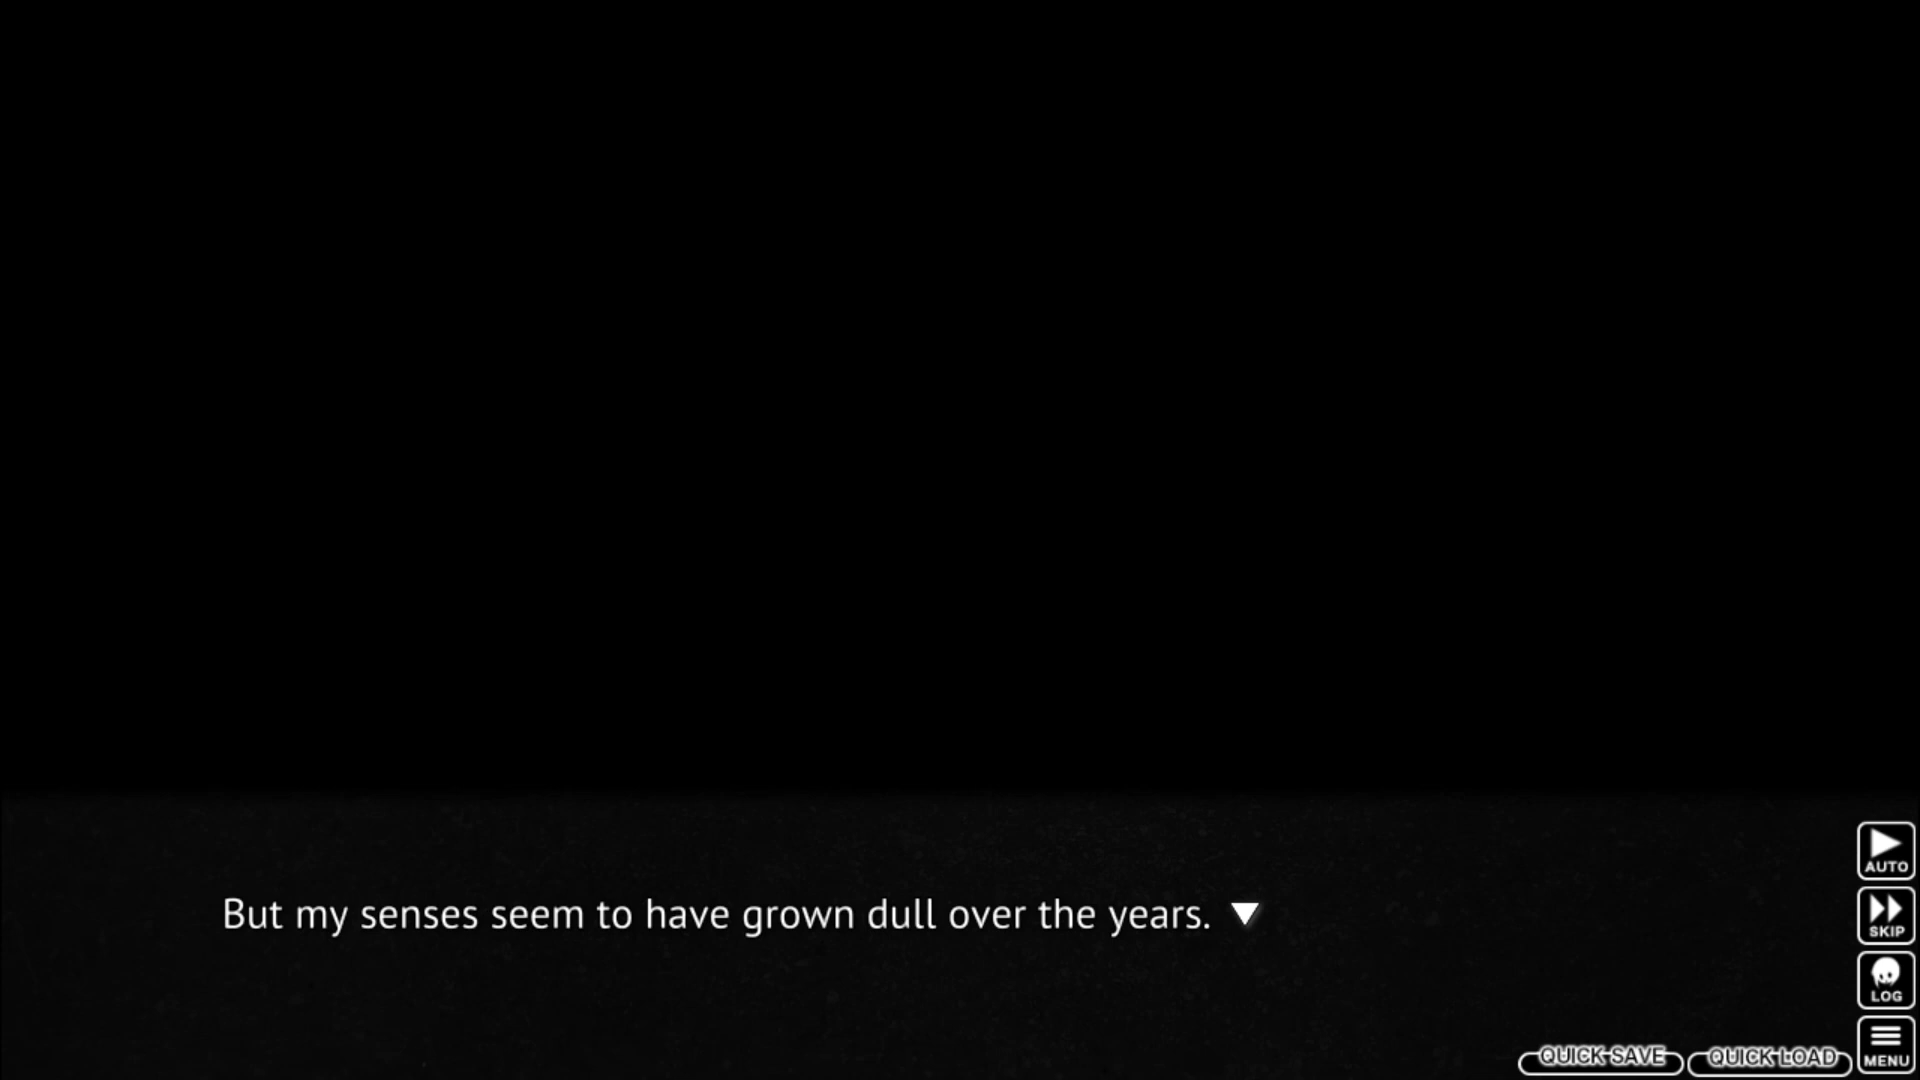 But my senses seem to have grown dull over the years.
AUTO
SKIP
LOG
MENU
QUICK SAVE
QUICK LOAD